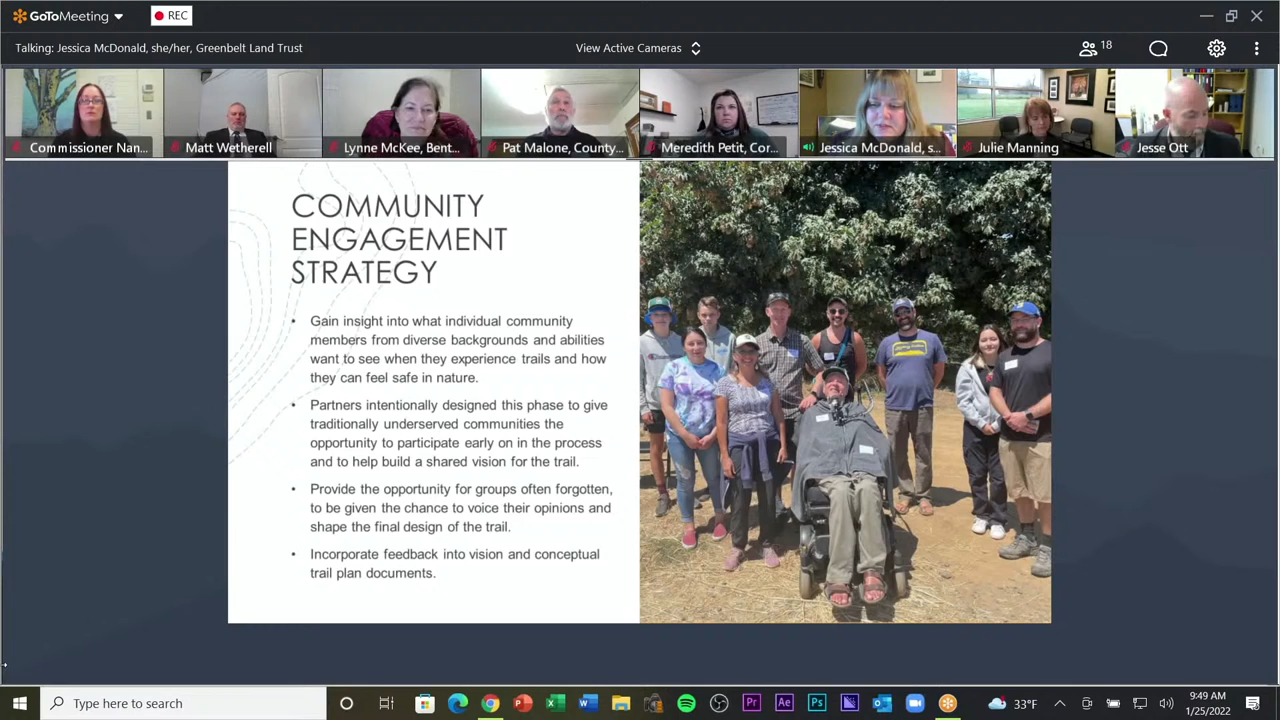 GoToMeeting
REC
Talking: Jessica McDonald, she/her, Greenbelt Land Trust
View Active Cameras
18
Commissioner Nan...
Matt Wetherell
Lynne McKee, Bent...
Pat Malone, County...
Meredith Petit, Cor...
Jessica McDonald, s...
Julie Manning
Jesse Ott
COMMUNITY
ENGAGEMENT
STRATEGY
• Gain insight into what individual community
members from diverse backgrounds and abilities
want to see when they experience trails and how
they can feel safe in nature.
• Partners intentionally designed this phase to give
traditionally underserved communities the
opportunity to participate early on in the process
and to help build a shared vision for the trail.
• Provide the opportunity for groups often forgotten,
to be given the chance to voice their opinions and
shape the final design of the trail.
• Incorporate feedback into vision and conceptual
trail plan documents.
Type here to search
Pr
Ae
Ps
33°F
9:49 AM
1/25/2022